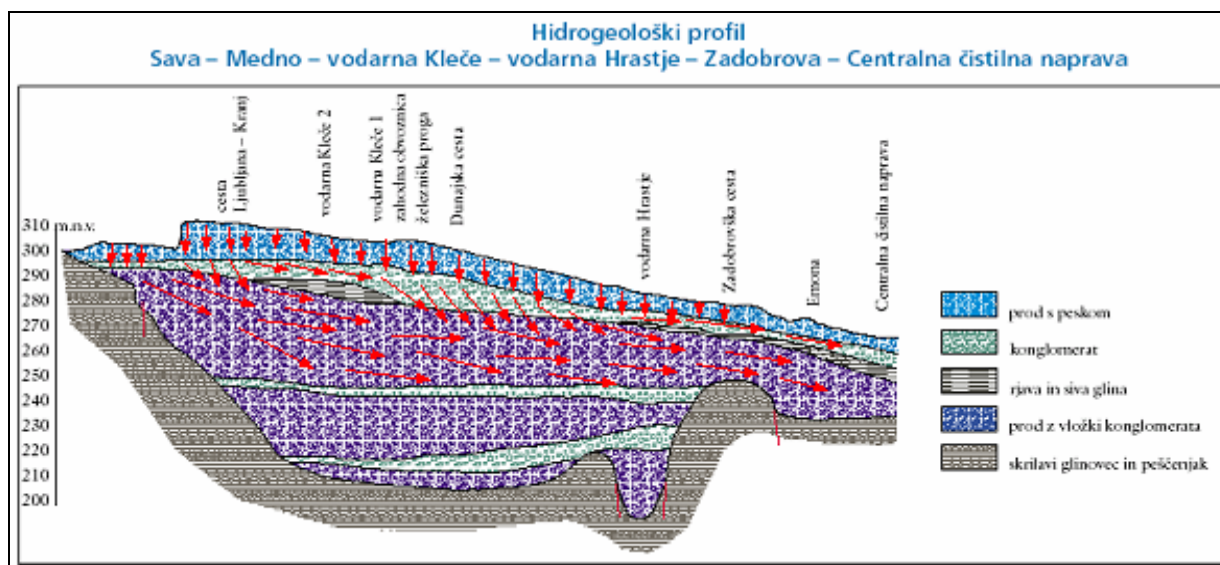 Hidrogeološki profil
Sava – Medno – vodarna Kleče – vodarna Hrastje – Zadobrova – Centralna čistilna naprava
cesta
Ljubljana – Kranj
vodarna Kleče 2
vodarna Kleče 1
zahodna obvoznica
železniška proga
Dunajska cesta
vodarna Hrastje
Zadobrovška cesta
Emona
Centralna čistilna naprava
310 m.n.v.
300
290
280
270
260
250
240
230
220
210
200
prod s peskom
konglomerat
rjava in siva glina
prod z vložki konglomerata
skrilavi glinovec in peščenjak